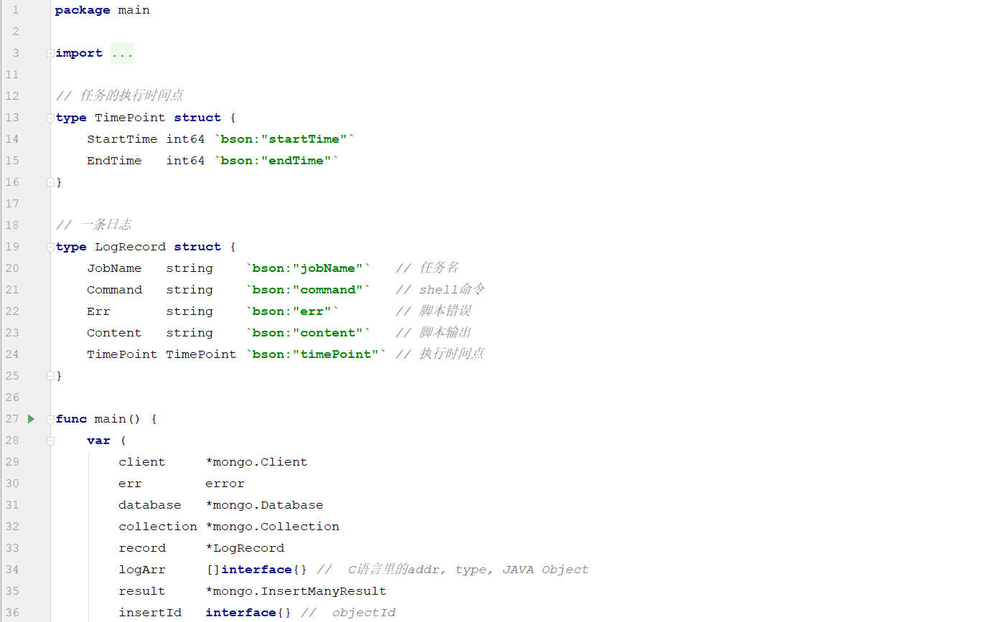 1 package main
2
3 import ...
11
12 // 任务的执行时间点
13 type TimePoint struct {
14 StartTime int64 `bson:"startTime"`
15 EndTime int64 `bson:"endTime"`
16 }
17
18 // 一条日志
19 type LogRecord struct {
20 JobName string `bson:"jobName"` // 任务名
21 Command string `bson:"command"` // shell命令
22 Err string `bson:"err"` // 脚本错误
23 Content string `bson:"content"` // 脚本输出
24 TimePoint TimePoint `bson:"timePoint"` // 执行时间点
25 }
26
27 func main() {
28 var (
29 client *mongo.Client
30 err error
31 database *mongo.Database
32 collection *mongo.Collection
33 record *LogRecord
34 logArr []interface{} // C语言里的addr, type, JAVA Object
35 result *mongo.InsertManyResult
36 insertId interface{} // objectId